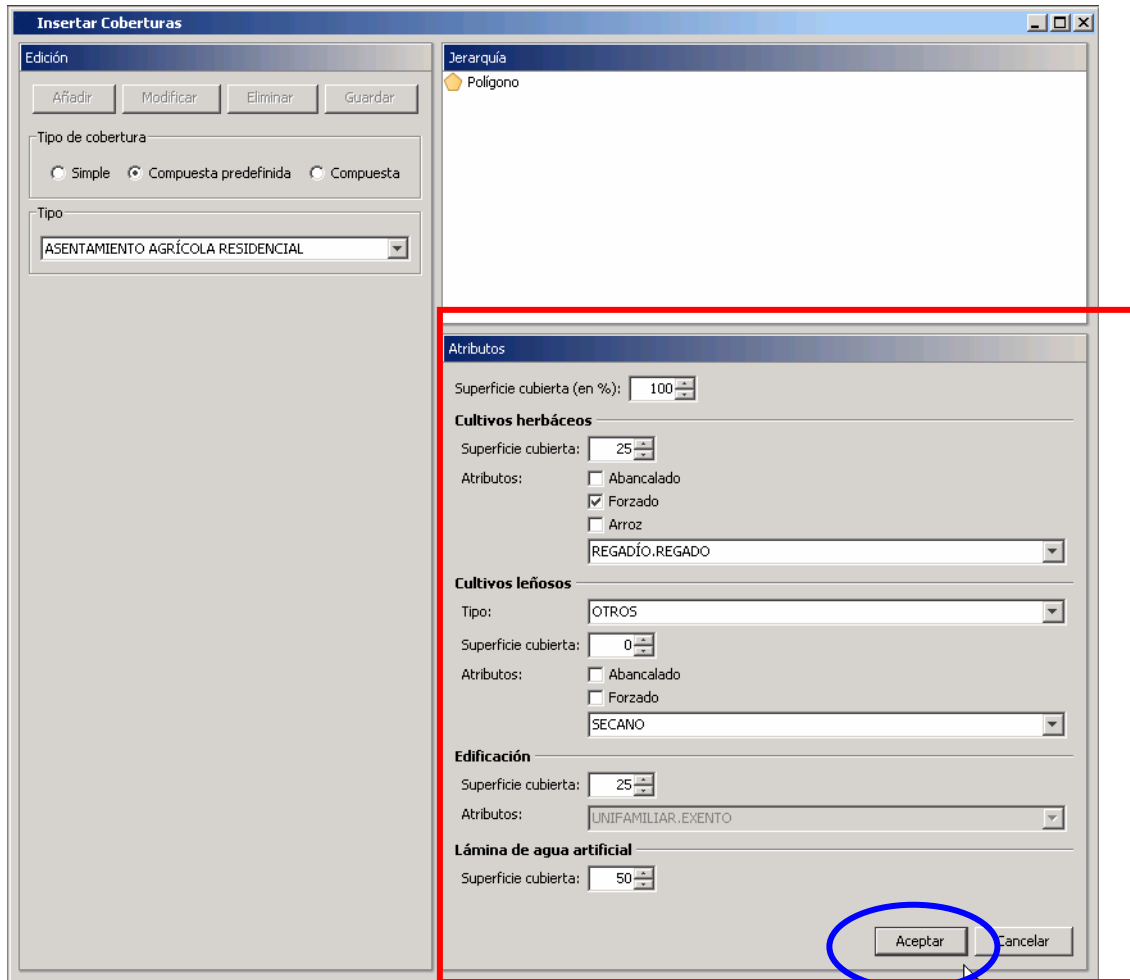 Insertar Coberturas
Edición
Añadir Modificar Eliminar Guardar
Tipo de cobertura
Simple Compuesta predefinida Compuesta
Tipo
ASENTAMIENTO AGRÍCOLA RESIDENCIAL
Jerarquía
Polígono
Atributos
Superficie cubierta (en %): 100
Cultivos herbáceos
Superficie cubierta: 25
Atributos: Abancalado
Forzado
Arroz
REGADÍO.REGADO
Cultivos leñosos
Tipo: OTROS
Superficie cubierta: 0
Atributos: Abancalado
Forzado
SECANO
Edificación
Superficie cubierta: 25
Atributos: UNIFAMILIAR.EXENTO
Lámina de agua artificial
Superficie cubierta: 50
Aceptar Cancelar